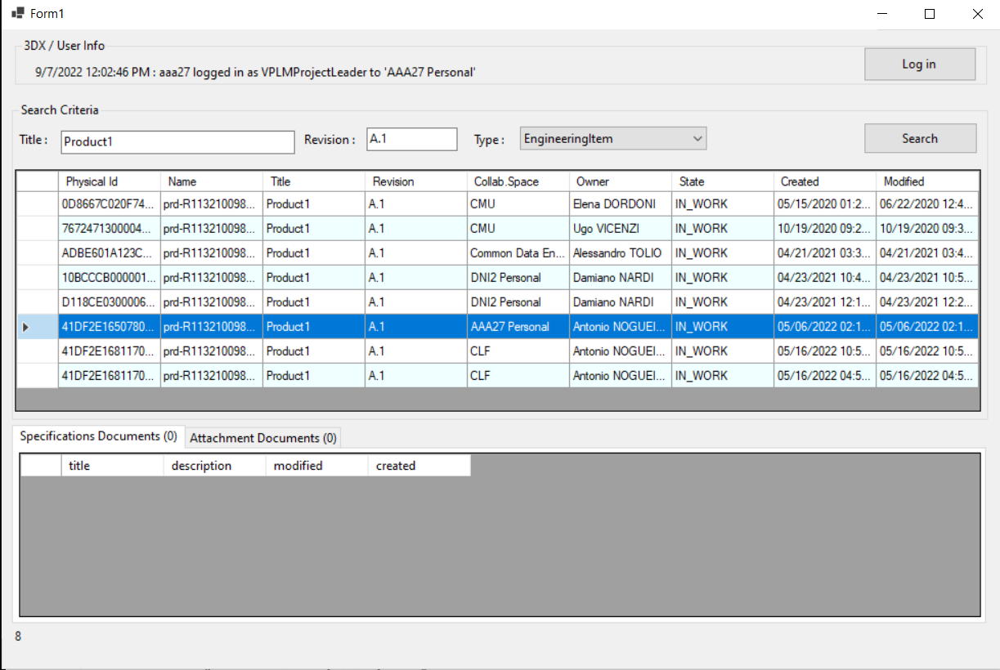 Form1
3DX / User Info
9/7/2022 12:02:46 PM : aaa27 logged in as VPLMProjectLeader to 'AAA27 Personal'
Log in
Search Criteria
Title : Product1 Revision : A.1 Type : EngineeringItem Search
Physical Id Name Title Revision Collab.Space Owner State Created Modified
0D8667C020F74... prd-R113210098... Product1 A.1 CMU Elena DORDONI IN_WORK 05/15/2020 01:2... 06/22/2020 12:4...
7672471300004... prd-R113210098... Product1 A.1 CMU Ugo VICENZI IN_WORK 10/19/2020 09:2... 10/19/2020 09:3...
ADBE601A123C... prd-R113210098... Product1 A.1 Common Data En... Alessandro TOLIO IN_WORK 04/21/2021 03:3... 04/21/2021 03:4...
10BCCCB000001... prd-R113210098... Product1 A.1 DNI2 Personal Damiano NARDI IN_WORK 04/23/2021 10:4... 04/23/2021 10:5...
D118CE0300006... prd-R113210098... Product1 A.1 DNI2 Personal Damiano NARDI IN_WORK 04/23/2021 12:1... 04/23/2021 12:2...
41DF2E1650780... prd-R113210098... Product1 A.1 AAA27 Personal Antonio NOGUEI... IN_WORK 05/06/2022 02:1... 05/06/2022 02:1...
41DF2E1681170... prd-R113210098... Product1 A.1 CLF Antonio NOGUEI... IN_WORK 05/16/2022 10:5... 05/16/2022 10:5...
41DF2E1681170... prd-R113210098... Product1 A.1 CLF Antonio NOGUEI... IN_WORK 05/16/2022 04:5... 05/16/2022 04:5...
Specifications Documents (0) Attachment Documents (0)
title description modified created
8